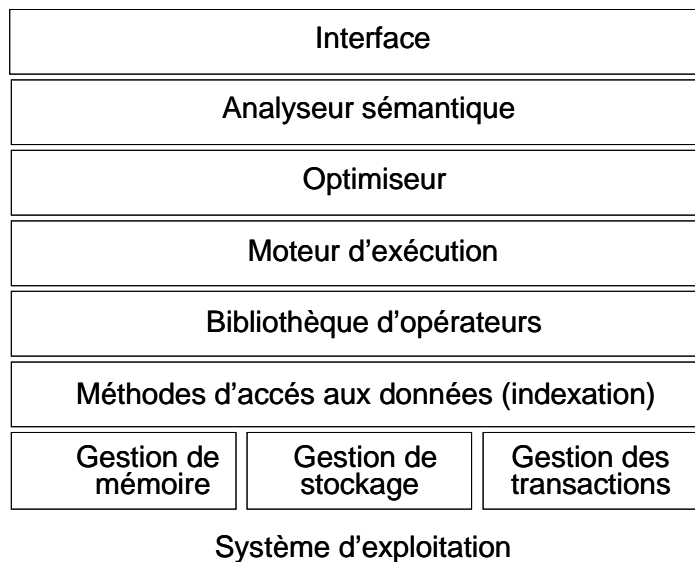 Interface
Analyseur sémantique
Optimiseur
Moteur d'exécution
Bibliothèque d'opérateurs
Méthodes d'accés aux données (indexation)
Gestion de
mémoire
Gestion de
stockage
Gestion des
transactions
Système d'exploitation